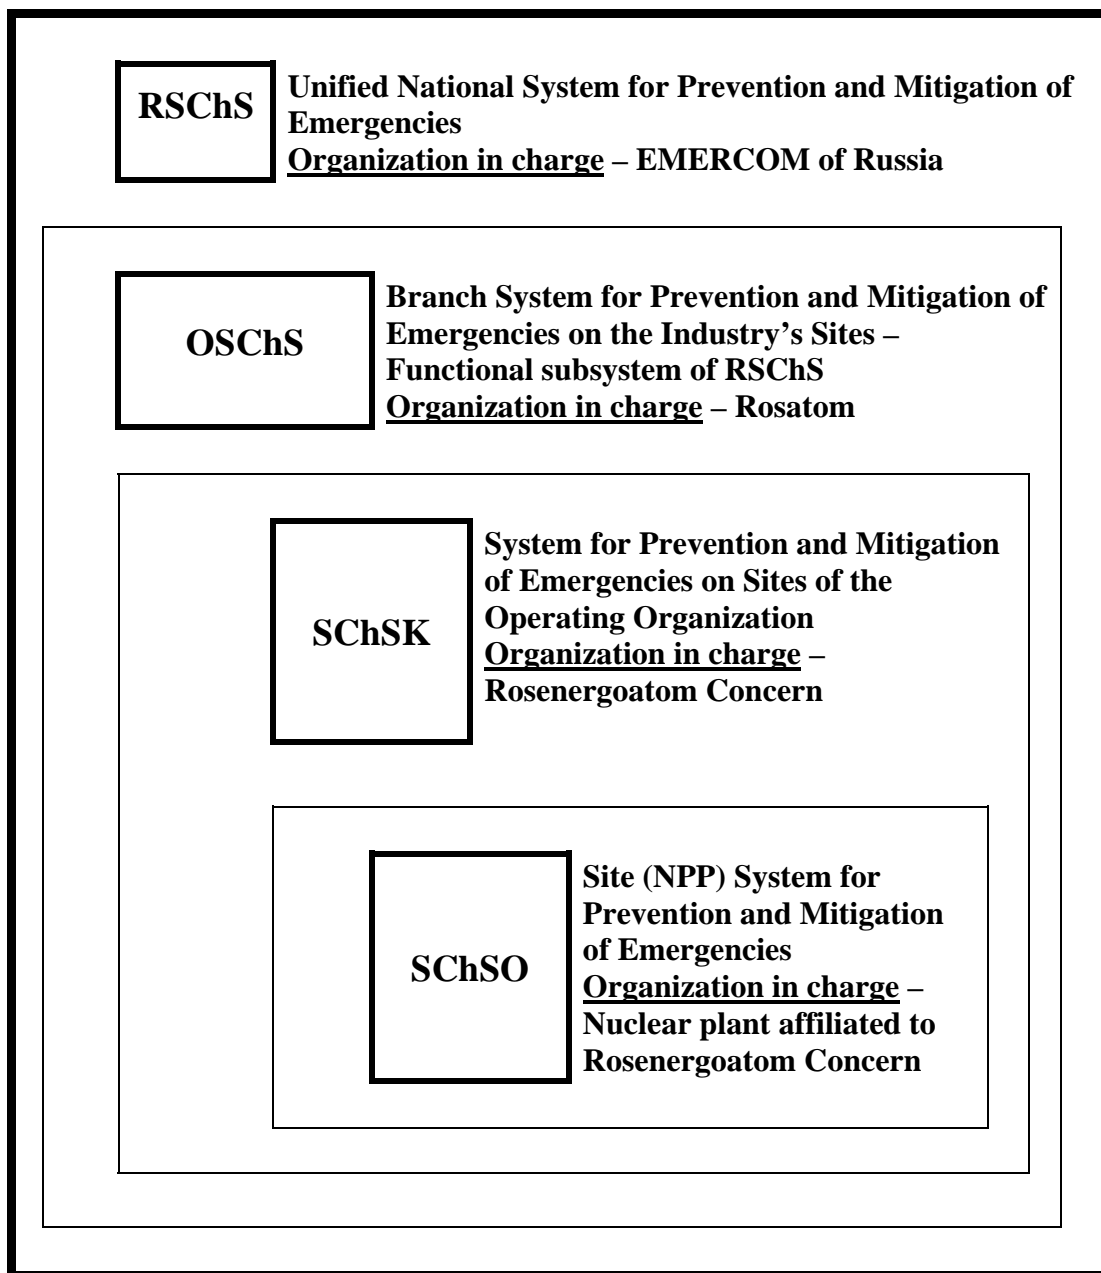 RSChS
Unified National System for Prevention and Mitigation of
Emergencies
Organization in charge – EMERCOM of Russia
OSChS
Branch System for Prevention and Mitigation of
Emergencies on the Industry’s Sites –
Functional subsystem of RSChS
Organization in charge – Rosatom
SChSK
System for Prevention and Mitigation
of Emergencies on Sites of the
Operating Organization
Organization in charge –
Rosenergoatom Concern
SChSO
Site (NPP) System for
Prevention and Mitigation
of Emergencies
Organization in charge –
Nuclear plant affiliated to
Rosenergoatom Concern